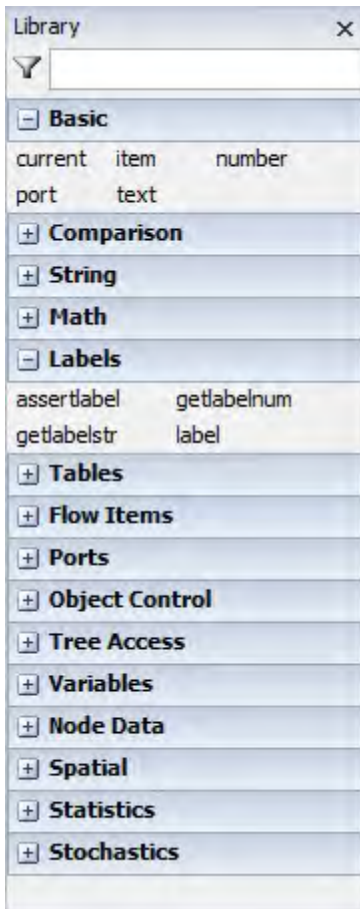 Library
Basic
current item number
port text
Comparison
String
Math
Labels
assertlabel getlabelnum
getlabelstr label
Tables
Flow Items
Ports
Object Control
Tree Access
Variables
Node Data
Spatial
Statistics
Stochastics